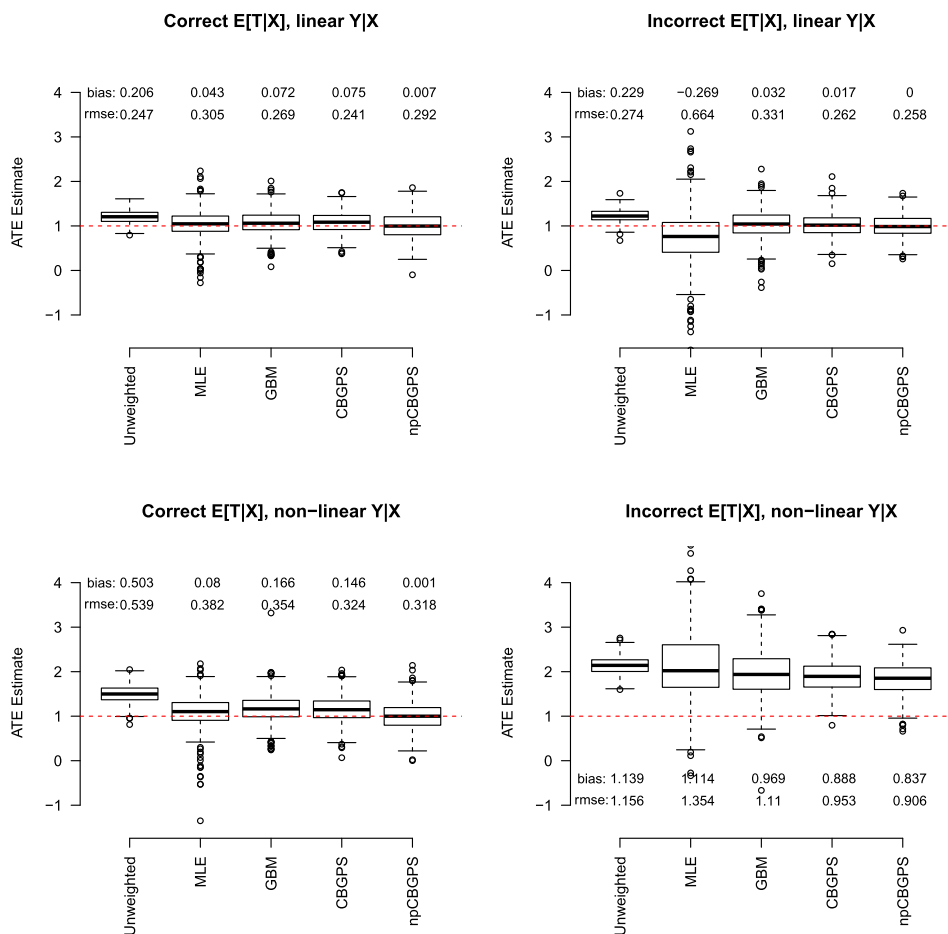 Correct E[T|X], linear Y|X
bias: 0.206 0.043 0.072 0.075 0.007
rmse: 0.247 0.305 0.269 0.241 0.292
ATE Estimate
4
3
2
1
0
−1
Unweighted
MLE
GBM
CBGPS
npCBGPS
Incorrect E[T|X], linear Y|X
bias: 0.229 −0.269 0.032 0.017 0
rmse: 0.274 0.664 0.331 0.262 0.258
ATE Estimate
4
3
2
1
0
−1
Unweighted
MLE
GBM
CBGPS
npCBGPS
Correct E[T|X], non−linear Y|X
bias: 0.503 0.08 0.166 0.146 0.001
rmse: 0.539 0.382 0.354 0.324 0.318
ATE Estimate
4
3
2
1
0
−1
Unweighted
MLE
GBM
CBGPS
npCBGPS
Incorrect E[T|X], non−linear Y|X
ATE Estimate
4
3
2
1
0
−1
bias: 1.139 1.114 0.969 0.888 0.837
rmse: 1.156 1.354 1.11 0.953 0.906
Unweighted
MLE
GBM
CBGPS
npCBGPS